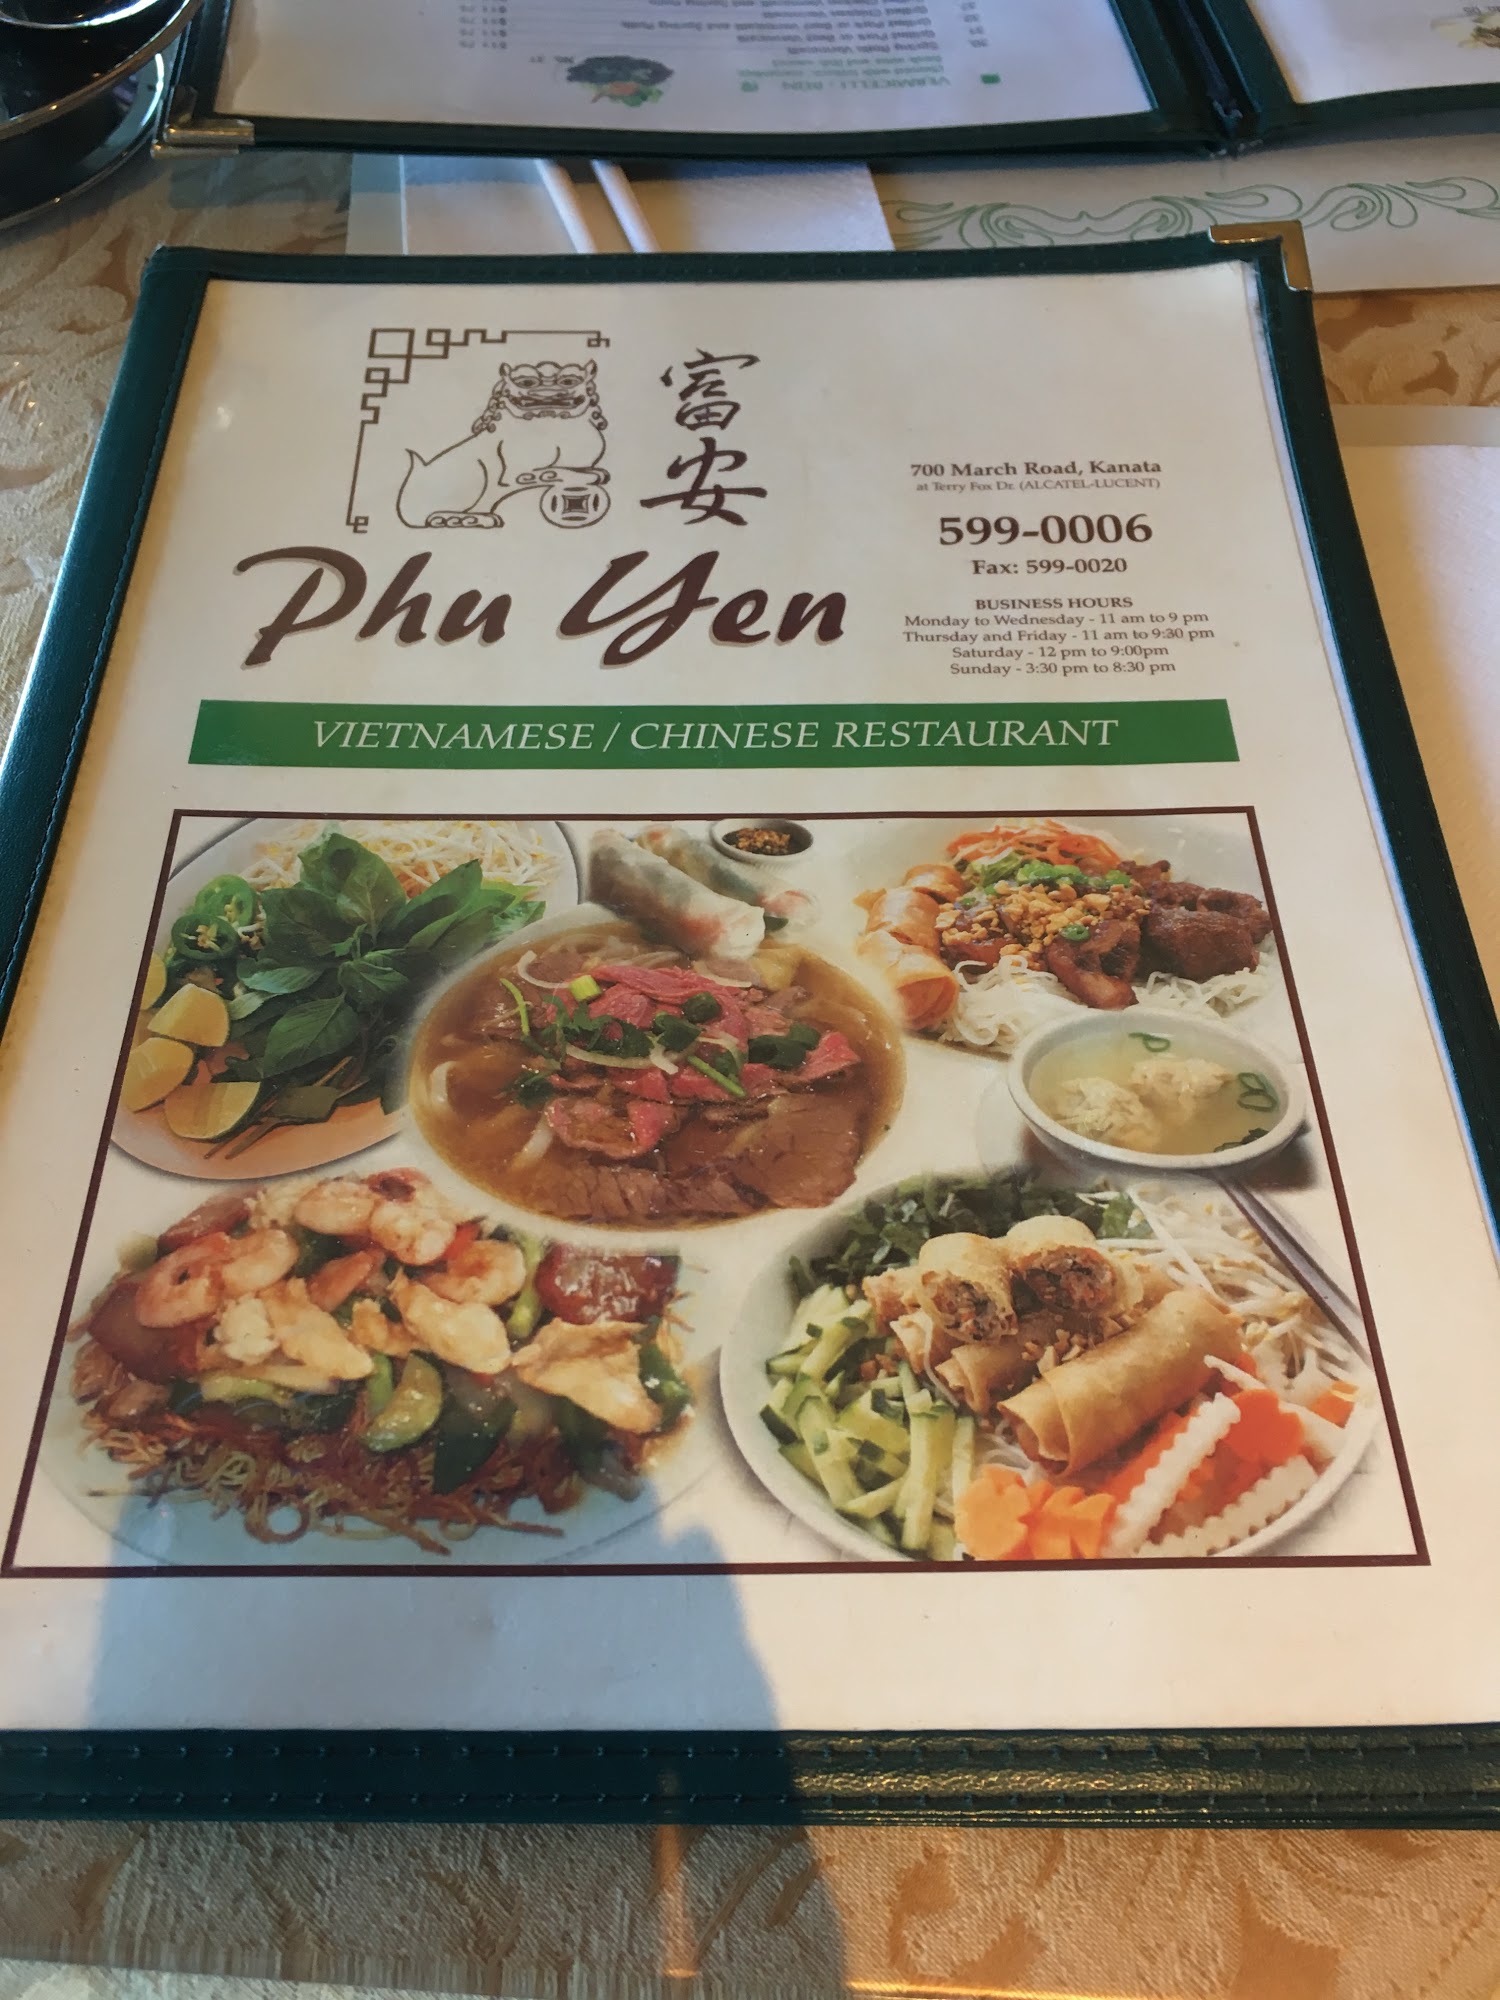 VERMICELLI / BÚN
富安
Phu Yen
700 March Road, Kanata
at Terry Fox Dr. (ALCATEL-LUCENT)
599-0006
Fax: 599-0020
BUSINESS HOURS
Monday to Wednesday - 11 am to 9 pm
Thursday and Friday - 11 am to 9:30 pm
Saturday - 12 pm to 9:00pm
Sunday - 3:30 pm to 8:30 pm
VIETNAMESE / CHINESE RESTAURANT